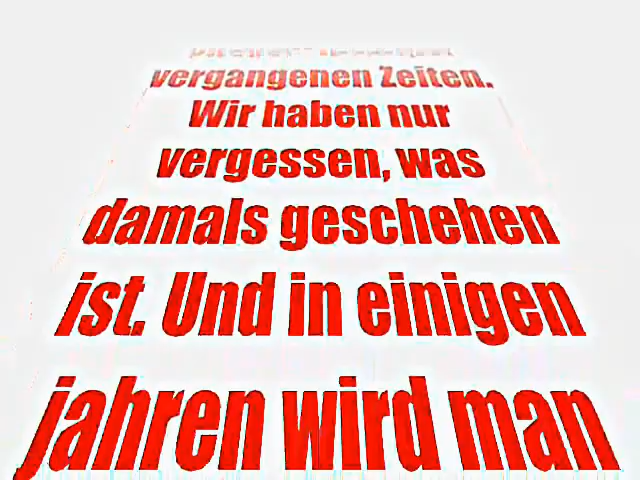 vergangenen Zeiten.
Wir haben nur
vergessen, was
damals geschehen
ist. Und in einigen
jahren wird man